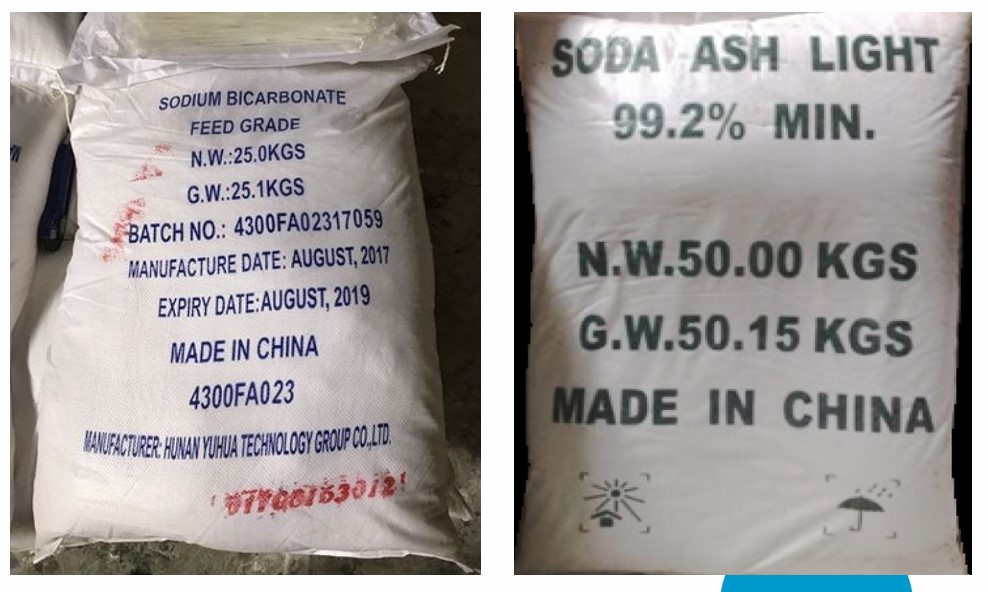 SODIUM BICARBONATE
FEED GRADE
N.W.:25.0KGS
G.W.:25.1KGS
BATCH NO.: 4300FA02317059
MANUFACTURE DATE: AUGUST, 2017
EXPIRY DATE:AUGUST, 2019
MADE IN CHINA
4300FA023
MANUFACTURER: HUNAN YUHUA TECHNOLOGY GROUP CO.,LTD.
SODA ASH LIGHT
99.2% MIN.
N.W.50.00 KGS
G.W.50.15 KGS
MADE IN CHINA